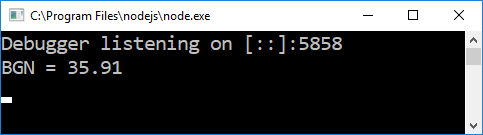 C:\Program Files\nodejs\node.exe
Debugger listening on [::]:5858
BGN = 35.91